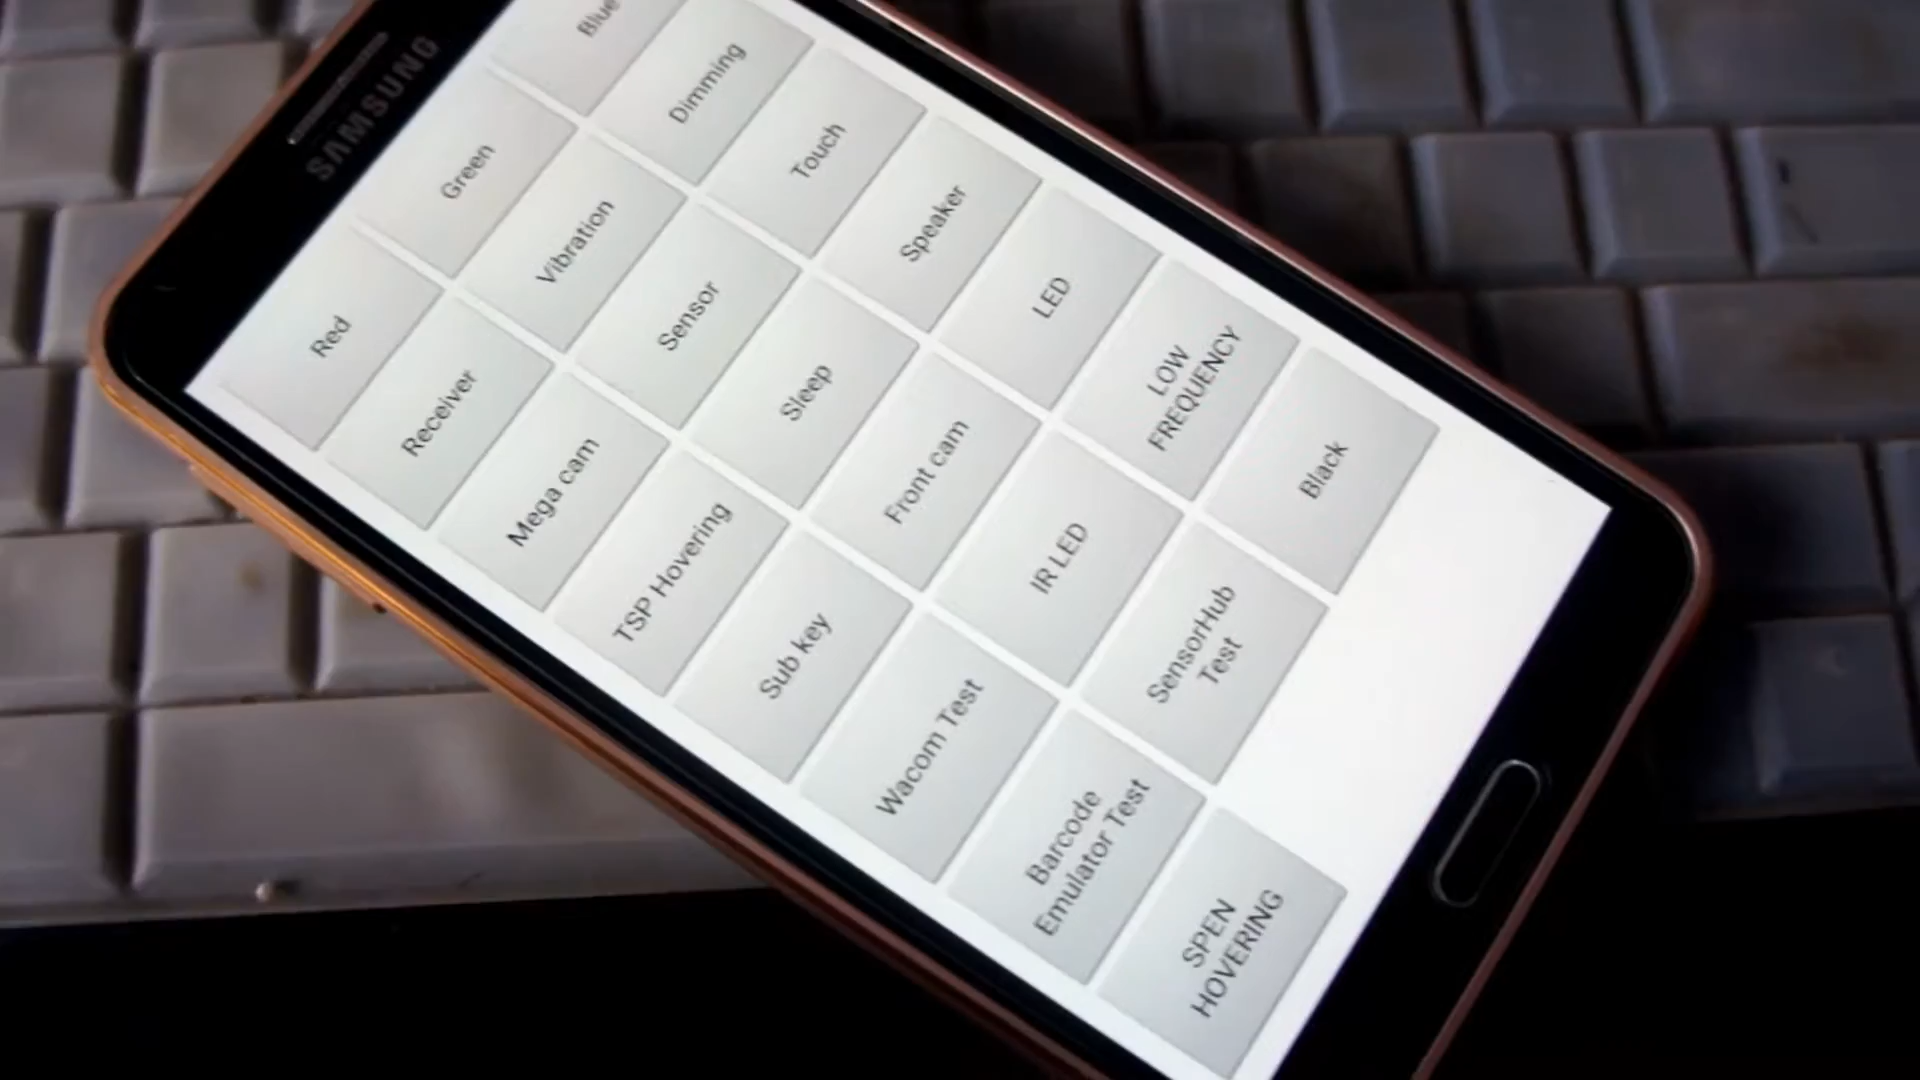 SAMSUNG
Red
Green
Blue
Receiver
Vibration
Dimming
Mega cam
Sensor
Touch
TSP Hovering
Sleep
Speaker
Sub key
Front cam
LED
Wacom Test
IR LED
LOW
FREQUENCY
Barcode
Emulator Test
SensorHub
Test
Black
SPEN
HOVERING